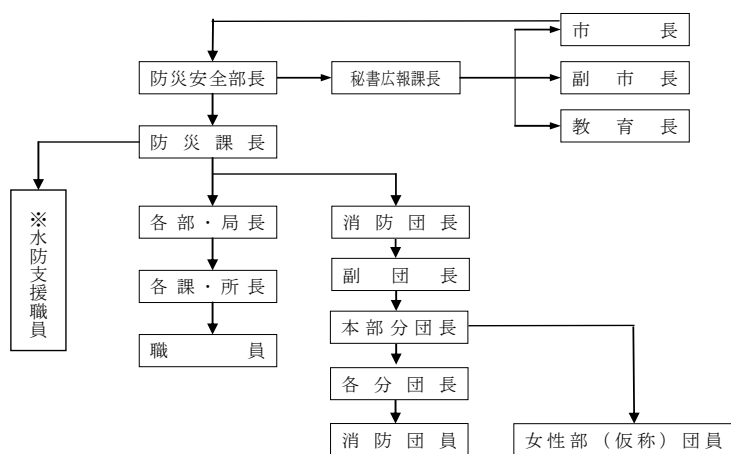 市長
防災安全部長
秘書広報課長
副市長
防災課長
教育長
※水防支援職員
各部・局長
消防団長
各課・所長
副団長
職員
本部分団長
各分団長
消防団員
女性部（仮称）団員